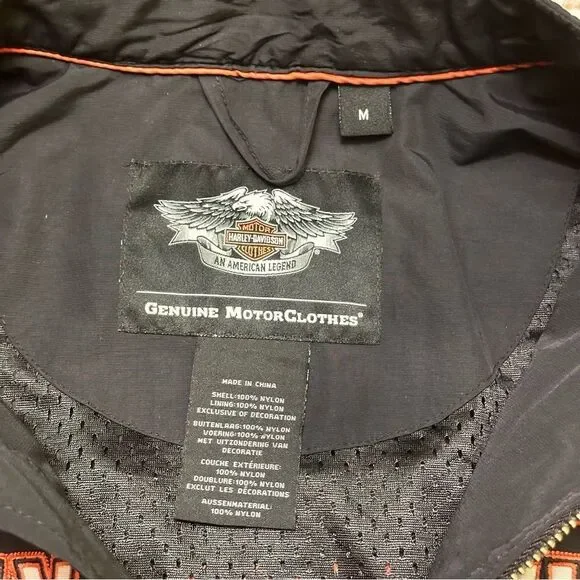 M
MOTOR
HARLEY-DAVIDSON
CLOTHES
AN AMERICAN LEGEND
GENUINE MOTORCLOTHES®
MADE IN CHINA
SHELL:100% NYLON
LINING:100% NYLON
EXCLUSIVE OF DECORATION
BUITENLAAG:100% NYLON
VOERING:100% NYLON
MET UITZONDERING VAN
DECORATIE
COUCHE EXTÉRIEURE:
100% NYLON
DOUBLURE:100% NYLON
EXCLUT LES DÉCORATIONS
AUSSENMATERIAL:
100% NYLON